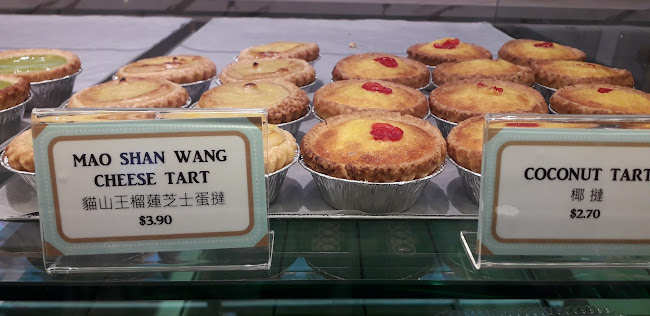 MAO SHAN WANG
CHEESE TART
貓山王榴蓮芝士蛋撻
$3.90
COCONUT TART
椰撻
$2.70